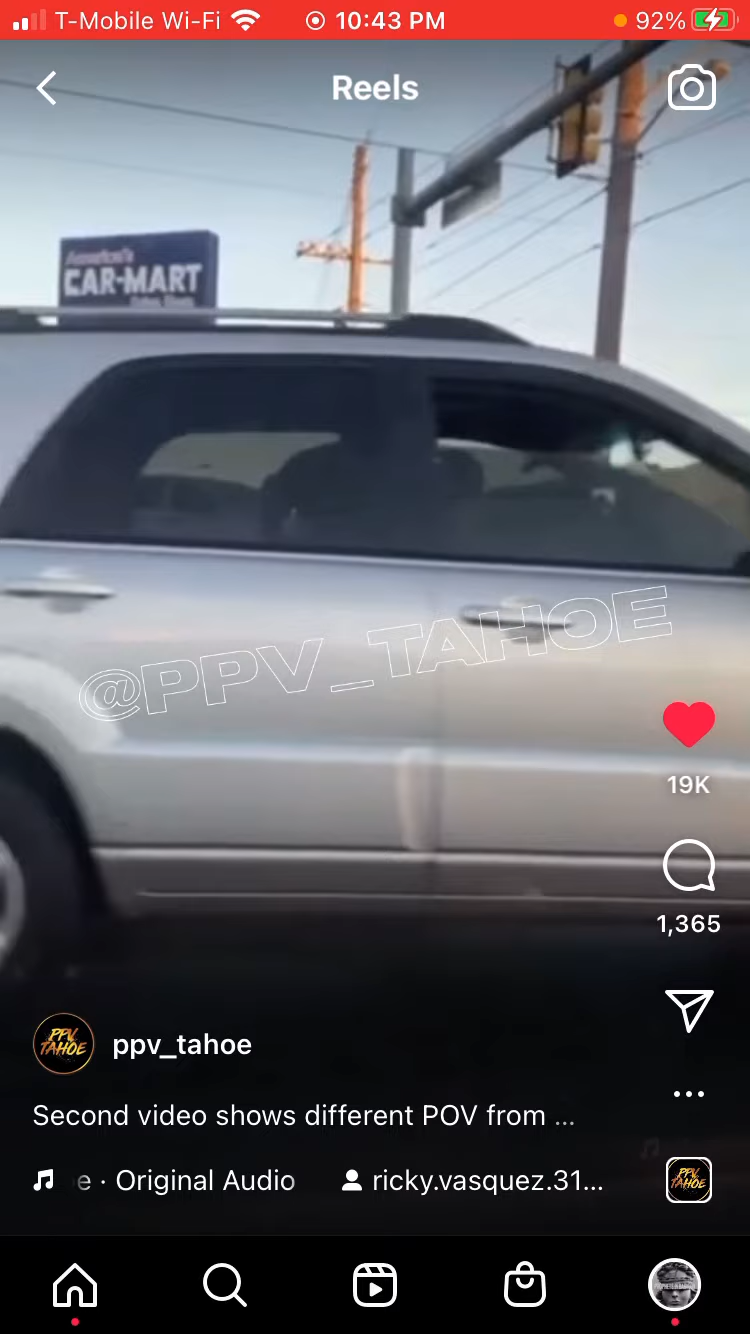 T-Mobile Wi-Fi 10:43 PM 92%
Reels
America's
CAR-MART
@PPV_TAHOE
19K
1,365
PPV TAHOE
ppv_tahoe
Second video shows different POV from ...
e · Original Audio ricky.vasquez.31...
PPV TAHOE